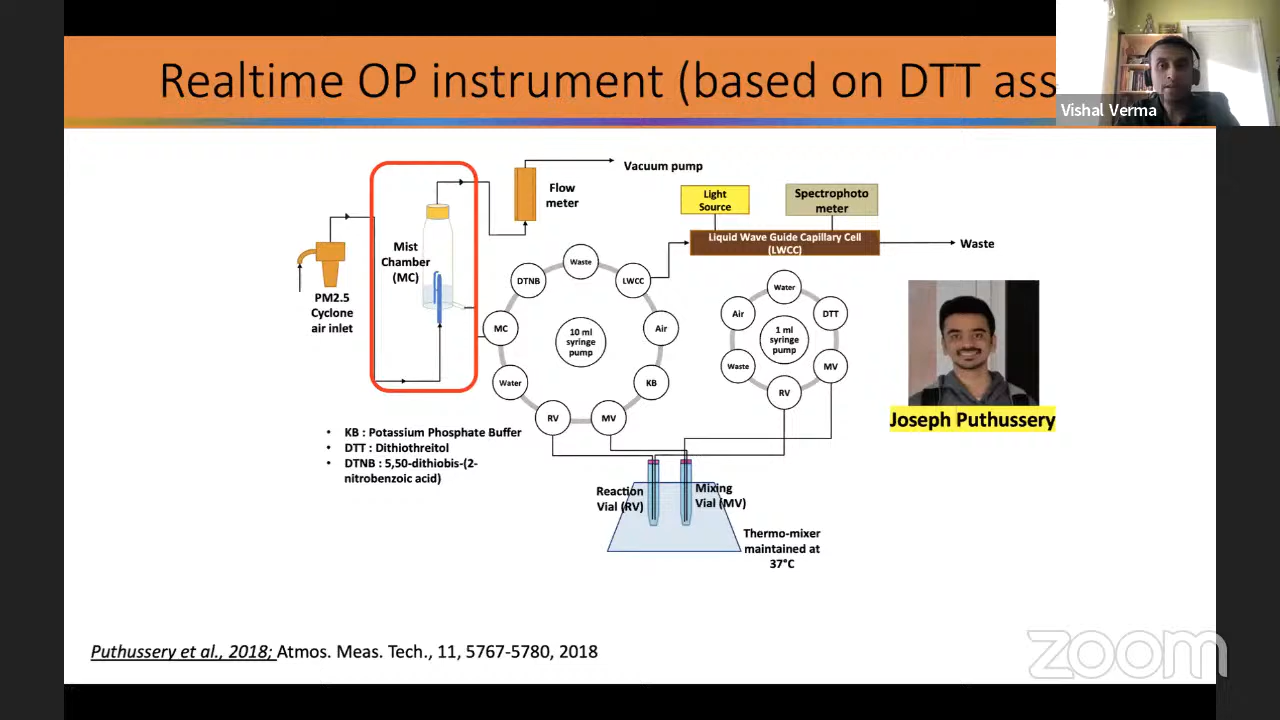 Realtime OP instrument (based on DTT ass
Vishal Verma
Vacuum pump
Flow
meter
Light
Source
Spectrophoto
meter
Liquid Wave Guide Capillary Cell
(LWCC)
Waste
Mist
Chamber
(MC)
PM2.5
Cyclone
air inlet
Waste
DTNB
LWCC
MC
Air
10 ml
syringe
pump
Water
KB
RV
MV
Water
Air
DTT
1 ml
syringe
pump
Waste
MV
RV
Joseph Puthussery
• KB : Potassium Phosphate Buffer
• DTT : Dithiothreitol
• DTNB : 5,50-dithiobis-(2-
nitrobenzoic acid)
Reaction
Vial (RV)
Mixing
Vial (MV)
Thermo-mixer
maintained at
37°C
Puthussery et al., 2018; Atmos. Meas. Tech., 11, 5767-5780, 2018
zoom